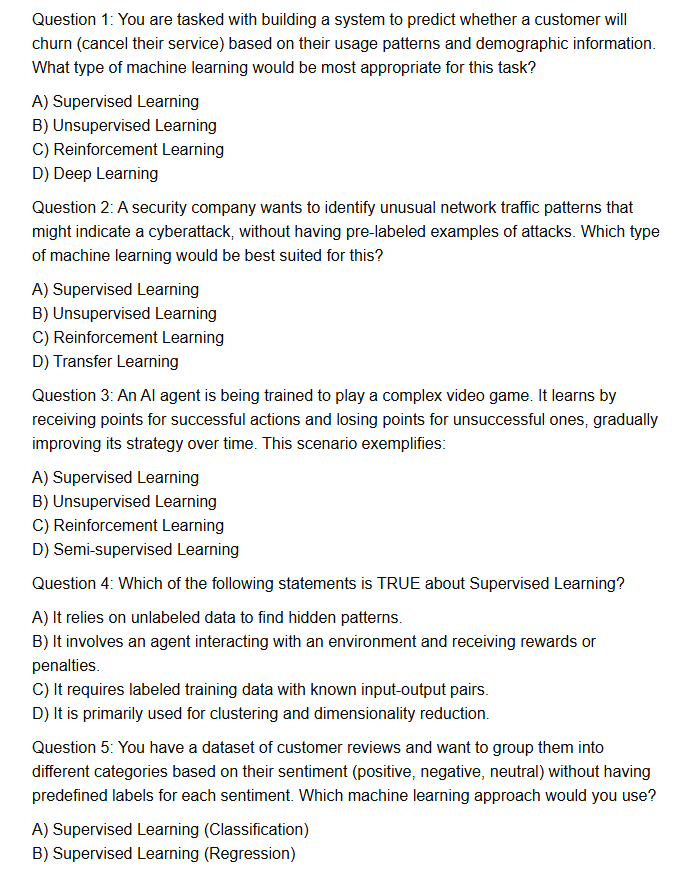 Question 1: You are tasked with building a system to predict whether a customer will
churn (cancel their service) based on their usage patterns and demographic information.
What type of machine learning would be most appropriate for this task?
A) Supervised Learning
B) Unsupervised Learning
C) Reinforcement Learning
D) Deep Learning
Question 2: A security company wants to identify unusual network traffic patterns that
might indicate a cyberattack, without having pre-labeled examples of attacks. Which type
of machine learning would be best suited for this?
A) Supervised Learning
B) Unsupervised Learning
C) Reinforcement Learning
D) Transfer Learning
Question 3: An AI agent is being trained to play a complex video game. It learns by
receiving points for successful actions and losing points for unsuccessful ones, gradually
improving its strategy over time. This scenario exemplifies:
A) Supervised Learning
B) Unsupervised Learning
C) Reinforcement Learning
D) Semi-supervised Learning
Question 4: Which of the following statements is TRUE about Supervised Learning?
A) It relies on unlabeled data to find hidden patterns.
B) It involves an agent interacting with an environment and receiving rewards or
penalties.
C) It requires labeled training data with known input-output pairs.
D) It is primarily used for clustering and dimensionality reduction.
Question 5: You have a dataset of customer reviews and want to group them into
different categories based on their sentiment (positive, negative, neutral) without having
predefined labels for each sentiment. Which machine learning approach would you use?
A) Supervised Learning (Classification)
B) Supervised Learning (Regression)